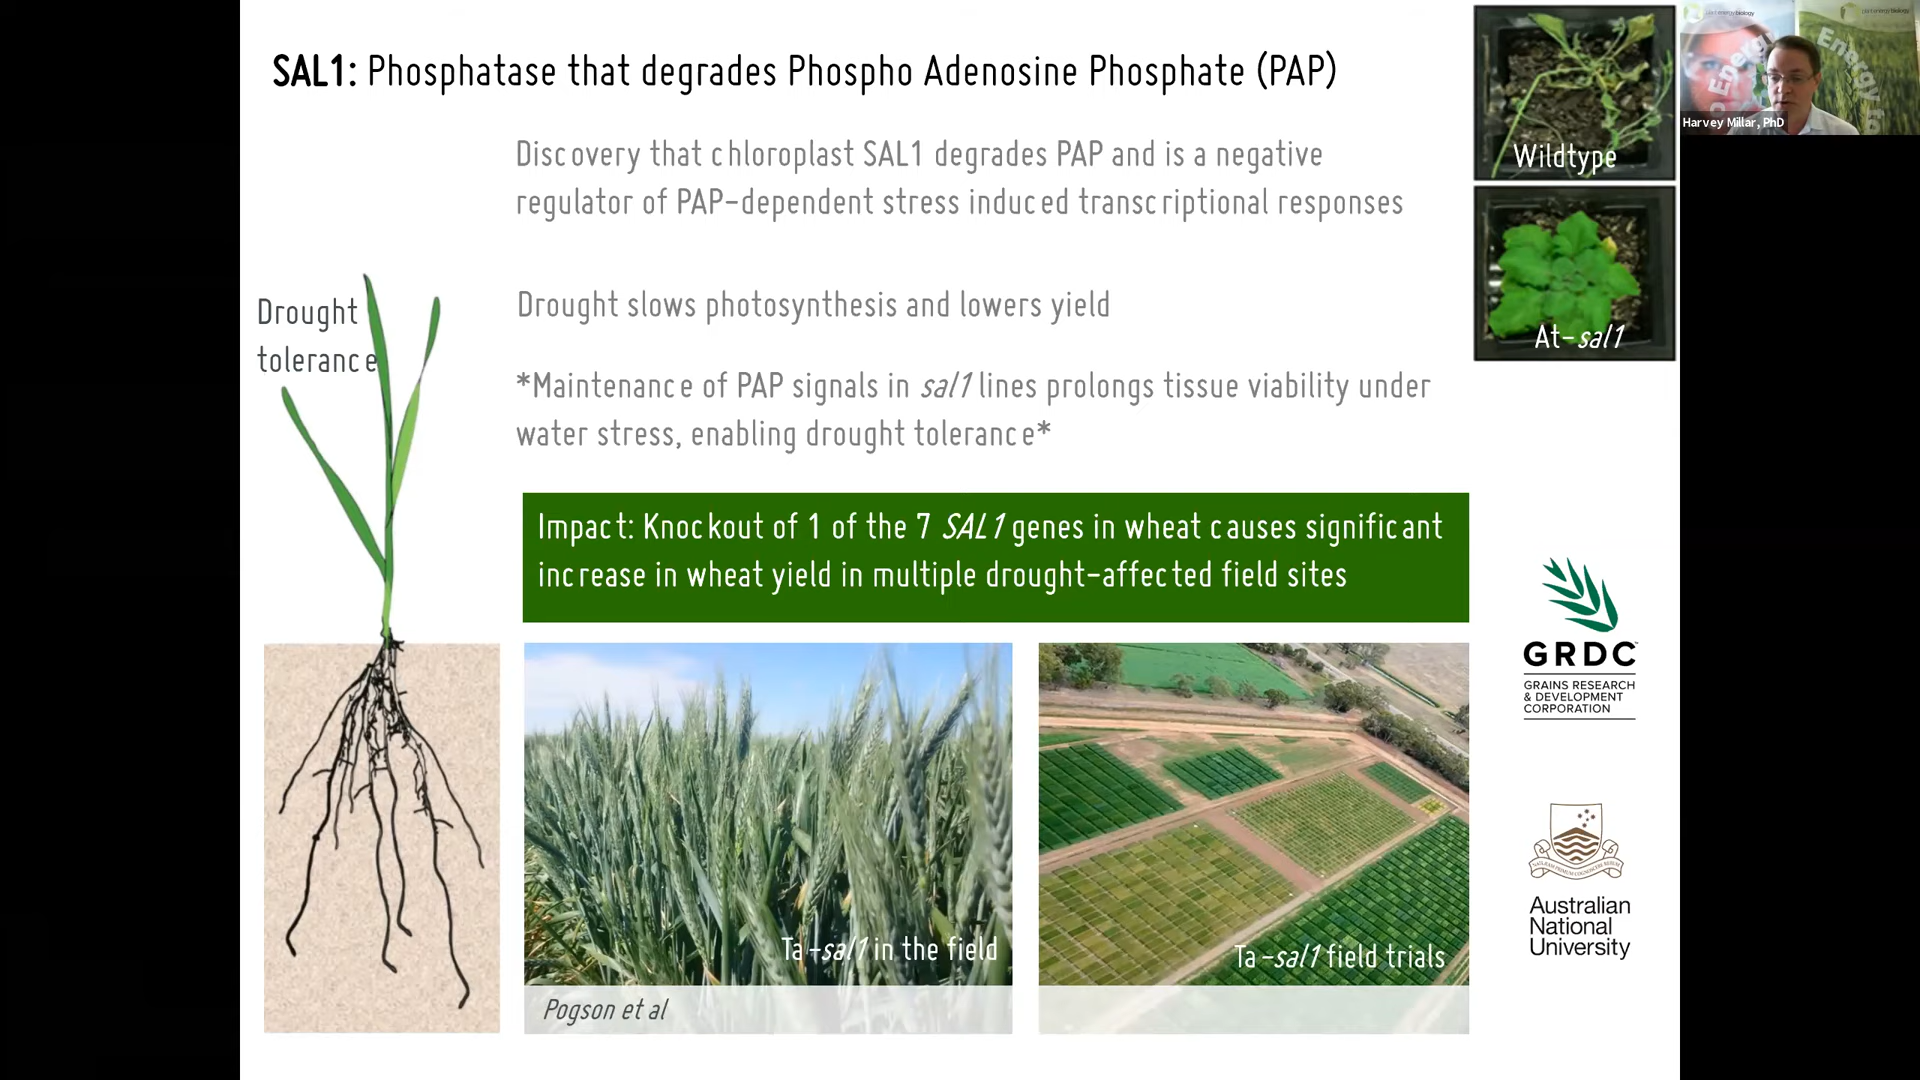 SAL1: Phosphatase that degrades Phospho Adenosine Phosphate (PAP)
Discovery that chloroplast SAL1 degrades PAP and is a negative
regulator of PAP-dependent stress induced transcriptional responses
Drought
tolerance
Drought slows photosynthesis and lowers yield
*Maintenance of PAP signals in sal1 lines prolongs tissue viability under
water stress, enabling drought tolerance*
Impact: Knockout of 1 of the 7 SAL1 genes in wheat causes significant
increase in wheat yield in multiple drought-affected field sites
Ta-sal1 in the field
Pogson et al
Ta-sal1 field trials
Wildtype
At-sal1
GRDC
GRAINS RESEARCH
& DEVELOPMENT
CORPORATION
Australian
National
University
Harvey Millar, PhD